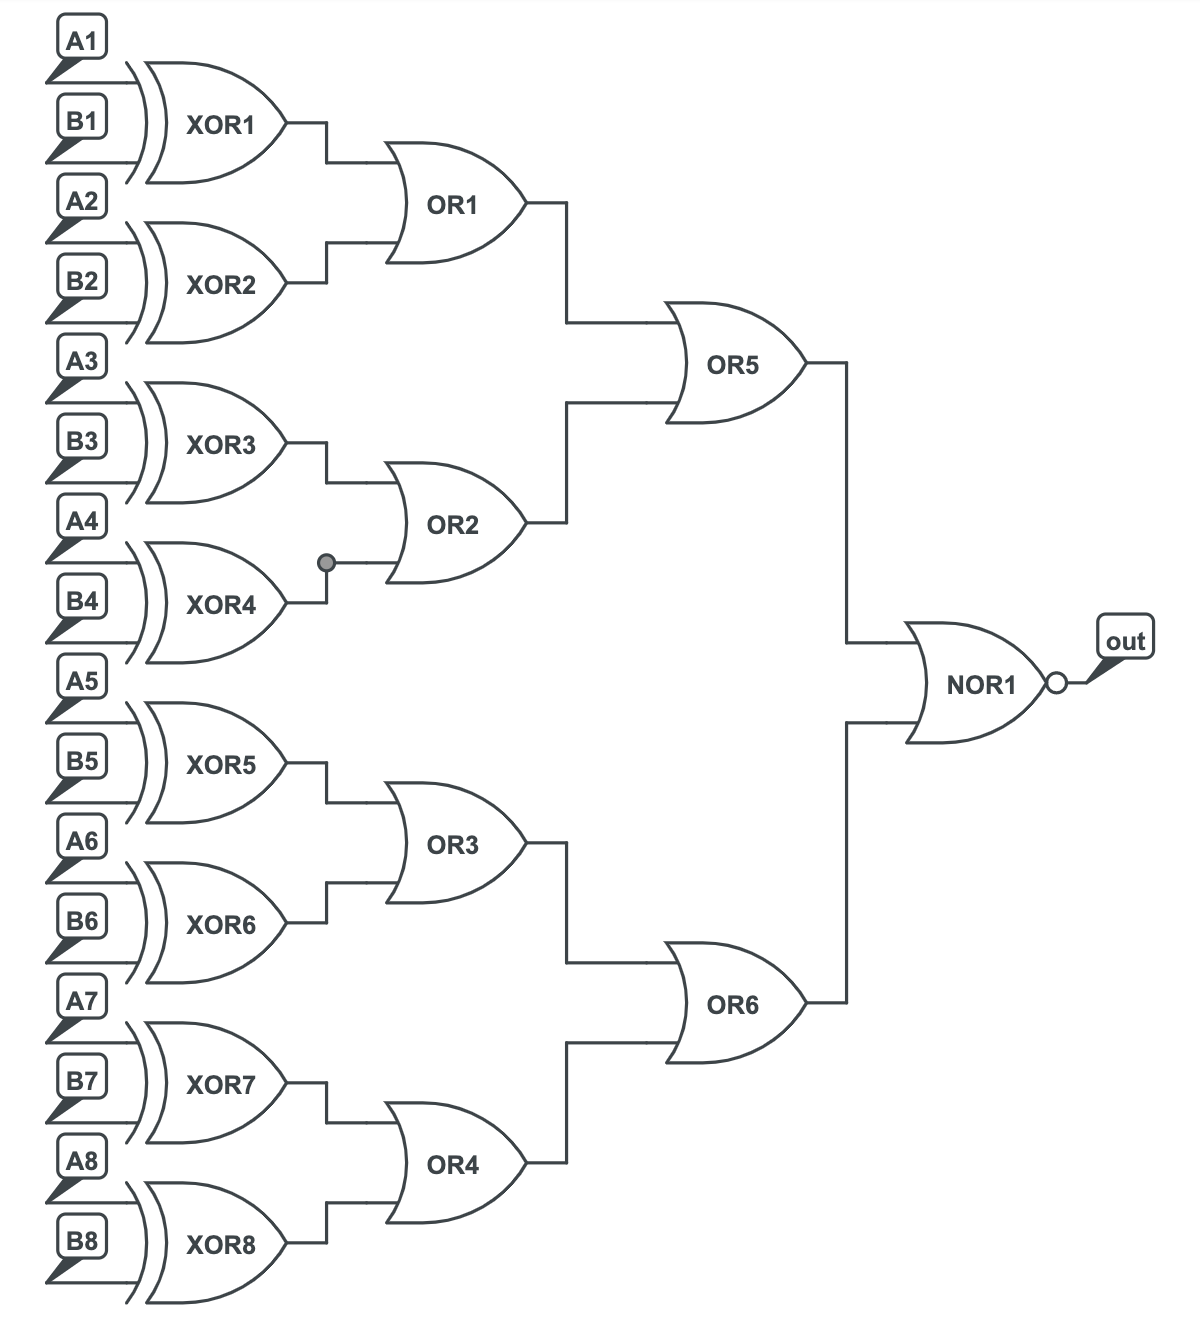 A1
B1
XOR1
A2
B2
XOR2
OR1
A3
B3
XOR3
A4
B4
XOR4
OR2
OR5
A5
B5
XOR5
A6
B6
XOR6
OR3
A7
B7
XOR7
A8
B8
XOR8
OR4
OR6
NOR1
out